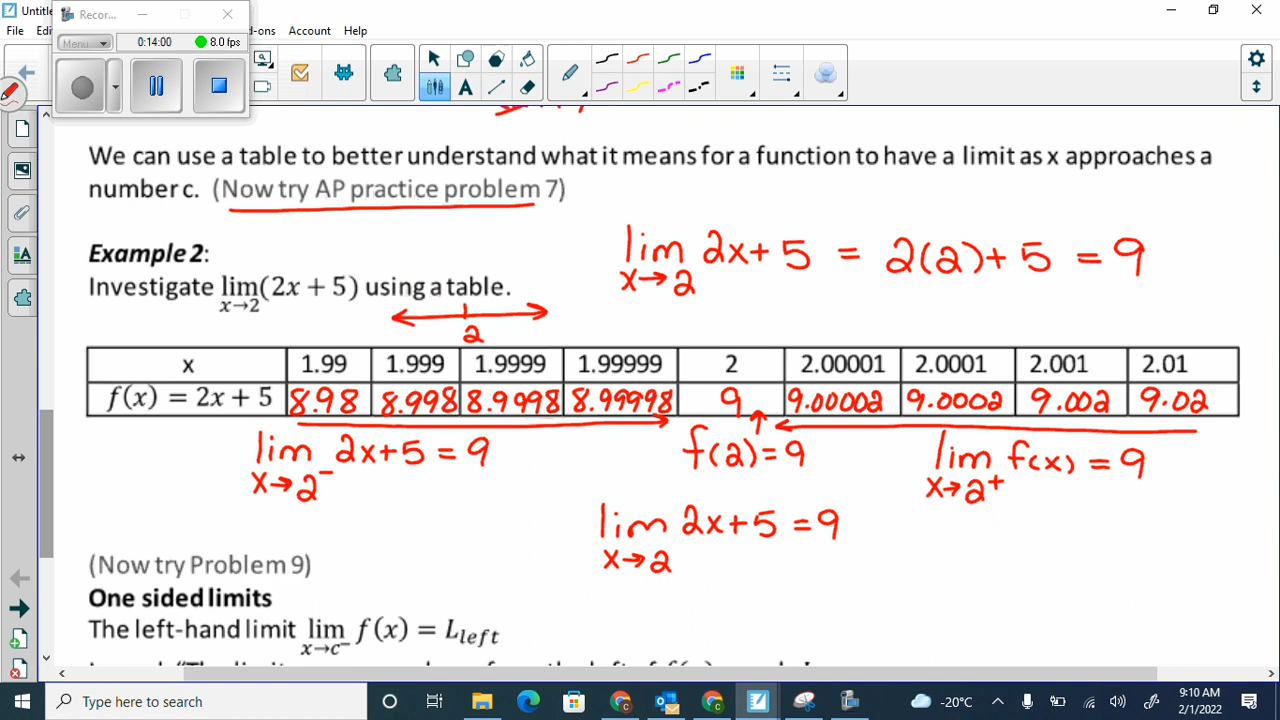 Untitle
Recor...
File
Ed
d-ons
Account
Help
Menu
0:14:00
8.0 fps
We can use a table to better understand what it means for a function to have a limit as x approaches a
number c. (Now try AP practice problem 7)
Example 2:
lim x→2 2x+5 = 2(2)+5 = 9
Investigate lim x→2 (2x + 5) using a table.
2
x 1.99 1.999 1.9999 1.99999 2 2.00001 2.0001 2.001 2.01
f(x) = 2x + 5 8.98 8.998 8.9998 8.99998 9 9.00002 9.0002 9.002 9.02
lim x→2⁻ 2x+5 = 9 f(2)=9 lim x→2⁺ f(x) = 9
lim x→2 2x+5 = 9
(Now try Problem 9)
One sided limits
The left-hand limit lim x→c⁻ f(x) = L_left
Type here to search
-20°C
9:10 AM
2/1/2022